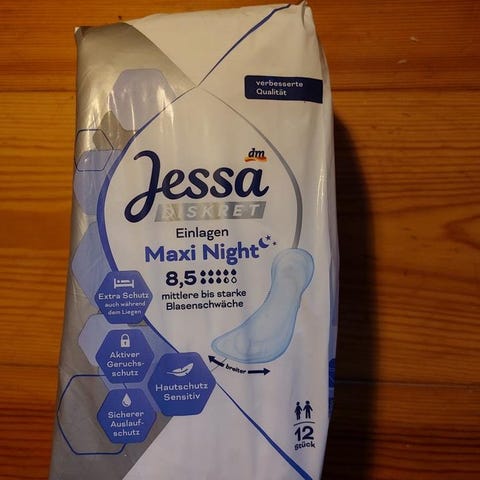 verbesserte
Qualität
dm
Jessa
DISKRET
Einlagen
Maxi Night
8,5
mittlere bis starke
Blasenschwäche
Extra Schutz
auch während
dem Liegen
Aktiver
Geruchs-
schutz
Hautschutz
Sensitiv
Sicherer
Auslauf-
schutz
breiter
12
Stück